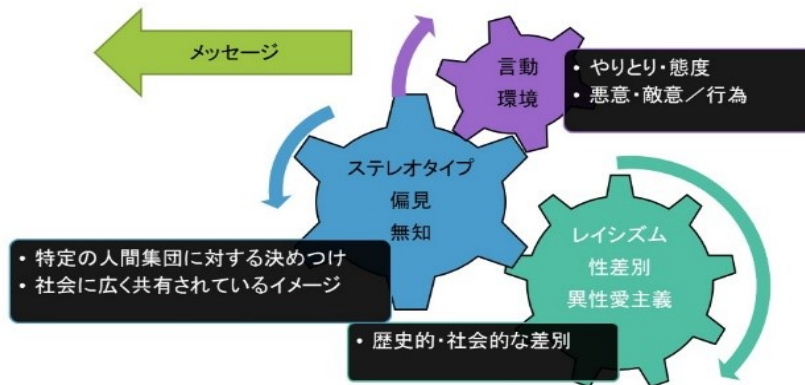 メッセージ
言動
環境
• やりとり・態度
• 悪意・敵意／行為
ステレオタイプ
偏見
無知
• 特定の人間集団に対する決めつけ
• 社会に広く共有されているイメージ
レイシズム
性差別
異性愛主義
• 歴史的・社会的な差別